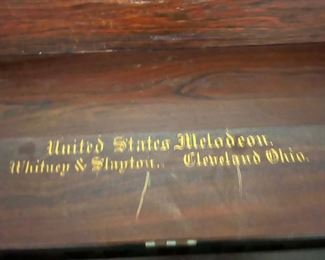 United States Melodeon,
Whitney & Slayton., Cleveland Ohio.